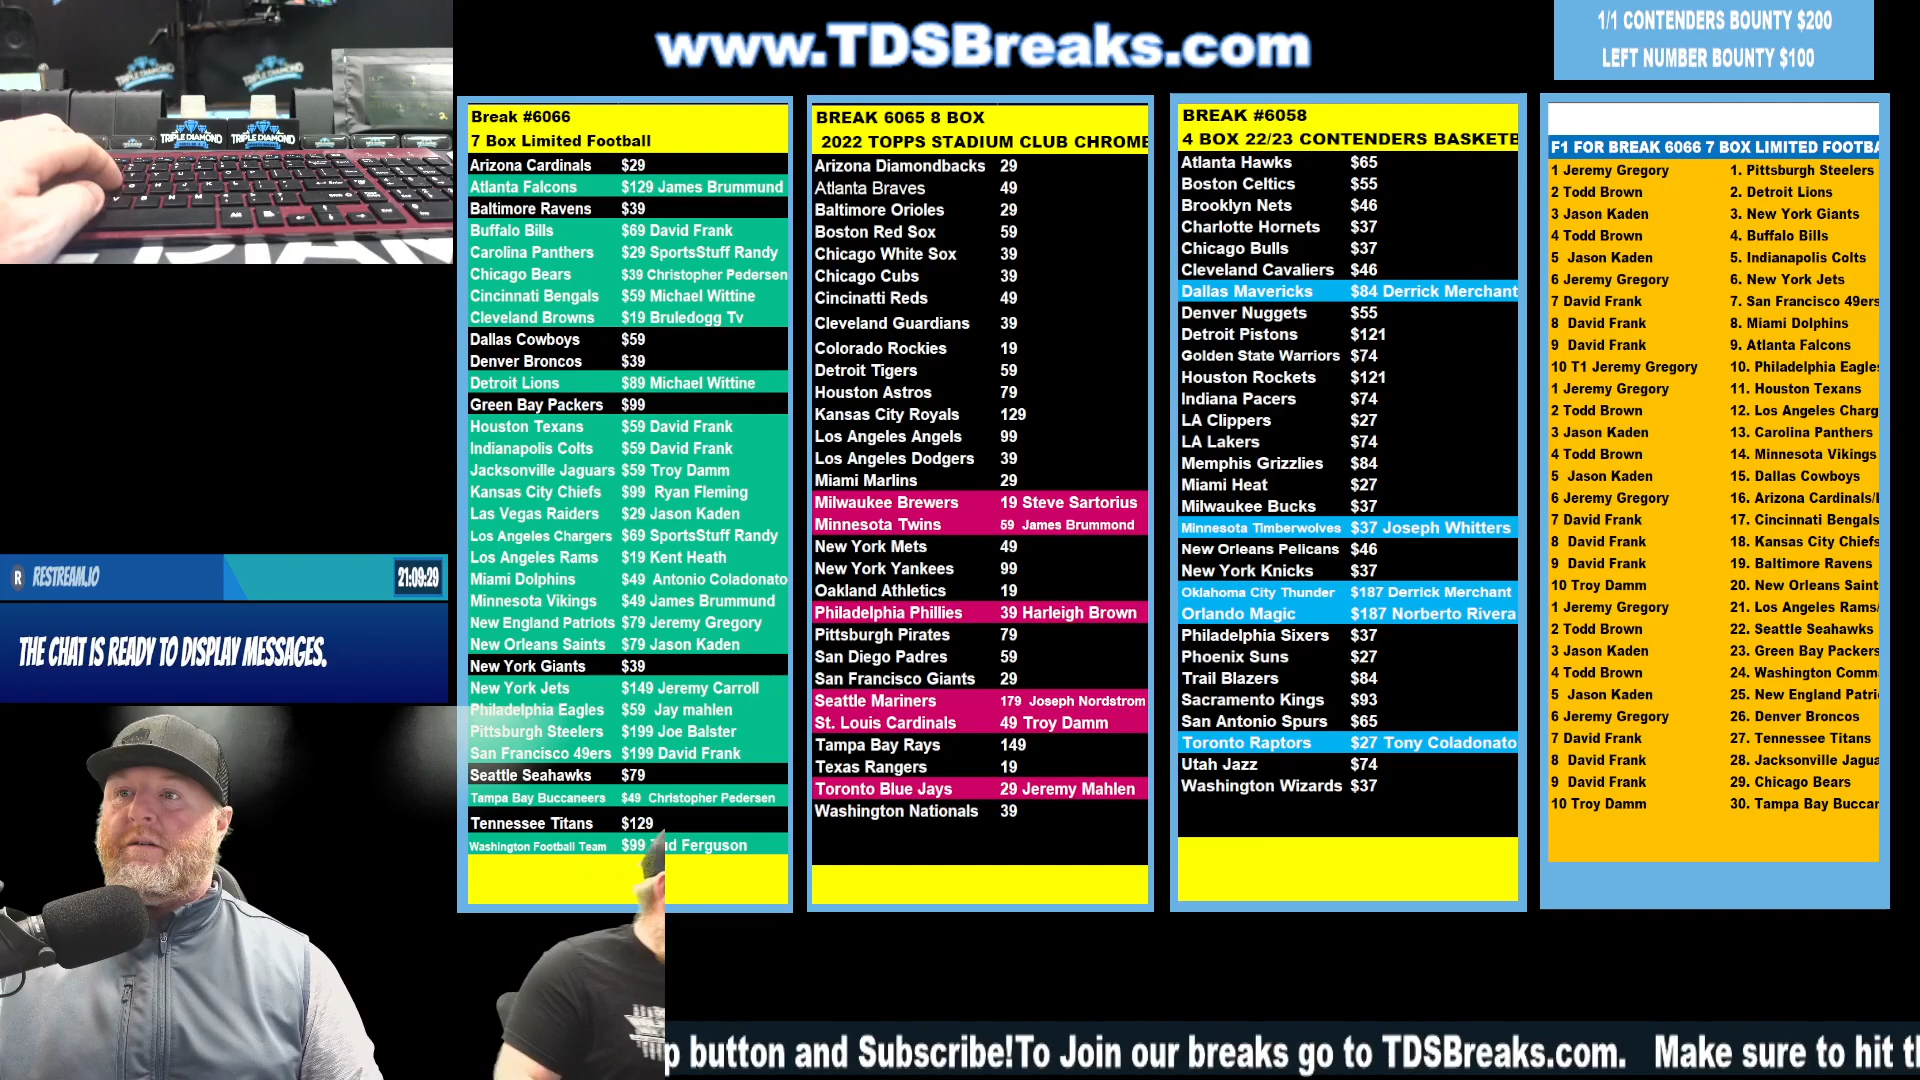 www.TDSBreaks.com
1/1 CONTENDERS BOUNTY $200
LEFT NUMBER BOUNTY $100
TRIPLE DIAMOND
TRIPLE DIAMOND
TRIPLE DIAMOND
TRIPLE DIAMOND
Break #6066
7 Box Limited Football
Arizona Cardinals $29
Atlanta Falcons $129 James Brummund
Baltimore Ravens $39
Buffalo Bills $69 David Frank
Carolina Panthers $29 SportsStuff Randy
Chicago Bears $39 Christopher Pedersen
Cincinnati Bengals $59 Michael Wittine
Cleveland Browns $19 Bruledogg Tv
Dallas Cowboys $59
Denver Broncos $39
Detroit Lions $89 Michael Wittine
Green Bay Packers $99
Houston Texans $59 David Frank
Indianapolis Colts $59 David Frank
Jacksonville Jaguars $59 Troy Damm
Kansas City Chiefs $99 Ryan Fleming
Las Vegas Raiders $29 Jason Kaden
Los Angeles Chargers $69 SportsStuff Randy
Los Angeles Rams $19 Kent Heath
Miami Dolphins $49 Antonio Coladonato
Minnesota Vikings $49 James Brummund
New England Patriots $79 Jeremy Gregory
New Orleans Saints $79 Jason Kaden
New York Giants $39
New York Jets $149 Jeremy Carroll
Philadelphia Eagles $59 Jay mahlen
Pittsburgh Steelers $199 Joe Balster
San Francisco 49ers $199 David Frank
Seattle Seahawks $79
Tampa Bay Buccaneers $49 Christopher Pedersen
Tennessee Titans $129
Washington Football Team $99 Ferguson
BREAK 6065 8 BOX
2022 TOPPS STADIUM CLUB CHROME
Arizona Diamondbacks 29
Atlanta Braves 49
Baltimore Orioles 29
Boston Red Sox 59
Chicago White Sox 39
Chicago Cubs 39
Cincinatti Reds 49
Cleveland Guardians 39
Colorado Rockies 19
Detroit Tigers 59
Houston Astros 79
Kansas City Royals 129
Los Angeles Angels 99
Los Angeles Dodgers 39
Miami Marlins 29
Milwaukee Brewers 19 Steve Sartorius
Minnesota Twins 59 James Brummond
New York Mets 49
New York Yankees 99
Oakland Athletics 19
Philadelphia Phillies 39 Harleigh Brown
Pittsburgh Pirates 79
San Diego Padres 59
San Francisco Giants 29
Seattle Mariners 179 Joseph Nordstrom
St. Louis Cardinals 49 Troy Damm
Tampa Bay Rays 149
Texas Rangers 19
Toronto Blue Jays 29 Jeremy Mahlen
Washington Nationals 39
BREAK #6058
4 BOX 22/23 CONTENDERS BASKETB
Atlanta Hawks $65
Boston Celtics $55
Brooklyn Nets $46
Charlotte Hornets $37
Chicago Bulls $37
Cleveland Cavaliers $46
Dallas Mavericks $84 Derrick Merchant
Denver Nuggets $55
Detroit Pistons $121
Golden State Warriors $74
Houston Rockets $121
Indiana Pacers $74
LA Clippers $27
LA Lakers $74
Memphis Grizzlies $84
Miami Heat $27
Milwaukee Bucks $37
Minnesota Timberwolves $37 Joseph Whitters
New Orleans Pelicans $46
New York Knicks $37
Oklahoma City Thunder $187 Derrick Merchant
Orlando Magic $187 Norberto Rivera
Philadelphia Sixers $37
Phoenix Suns $27
Trail Blazers $84
Sacramento Kings $93
San Antonio Spurs $65
Toronto Raptors $27 Tony Coladonato
Utah Jazz $74
Washington Wizards $37
F1 FOR BREAK 6066 7 BOX LIMITED FOOTBA
1 Jeremy Gregory 1. Pittsburgh Steelers
2 Todd Brown 2. Detroit Lions
3 Jason Kaden 3. New York Giants
4 Todd Brown 4. Buffalo Bills
5 Jason Kaden 5. Indianapolis Colts
6 Jeremy Gregory 6. New York Jets
7 David Frank 7. San Francisco 49ers
8 David Frank 8. Miami Dolphins
9 David Frank 9. Atlanta Falcons
10 T1 Jeremy Gregory 10. Philadelphia Eagles
1 Jeremy Gregory 11. Houston Texans
2 Todd Brown 12. Los Angeles Charg
3 Jason Kaden 13. Carolina Panthers
4 Todd Brown 14. Minnesota Vikings
5 Jason Kaden 15. Dallas Cowboys
6 Jeremy Gregory 16. Arizona Cardinals/
7 David Frank 17. Cincinnati Bengals
8 David Frank 18. Kansas City Chiefs
9 David Frank 19. Baltimore Ravens
10 Troy Damm 20. New Orleans Saint
1 Jeremy Gregory 21. Los Angeles Rams/
2 Todd Brown 22. Seattle Seahawks
3 Jason Kaden 23. Green Bay Packers
4 Todd Brown 24. Washington Comm
5 Jason Kaden 25. New England Patri
6 Jeremy Gregory 26. Denver Broncos
7 David Frank 27. Tennessee Titans
8 David Frank 28. Jacksonville Jagua
9 David Frank 29. Chicago Bears
10 Troy Damm 30. Tampa Bay Buccan
R RESTREAM.IO 21:09:29
THE CHAT IS READY TO DISPLAY MESSAGES.
p button and Subscribe!To Join our breaks go to TDSBreaks.com. Make sure to hit th